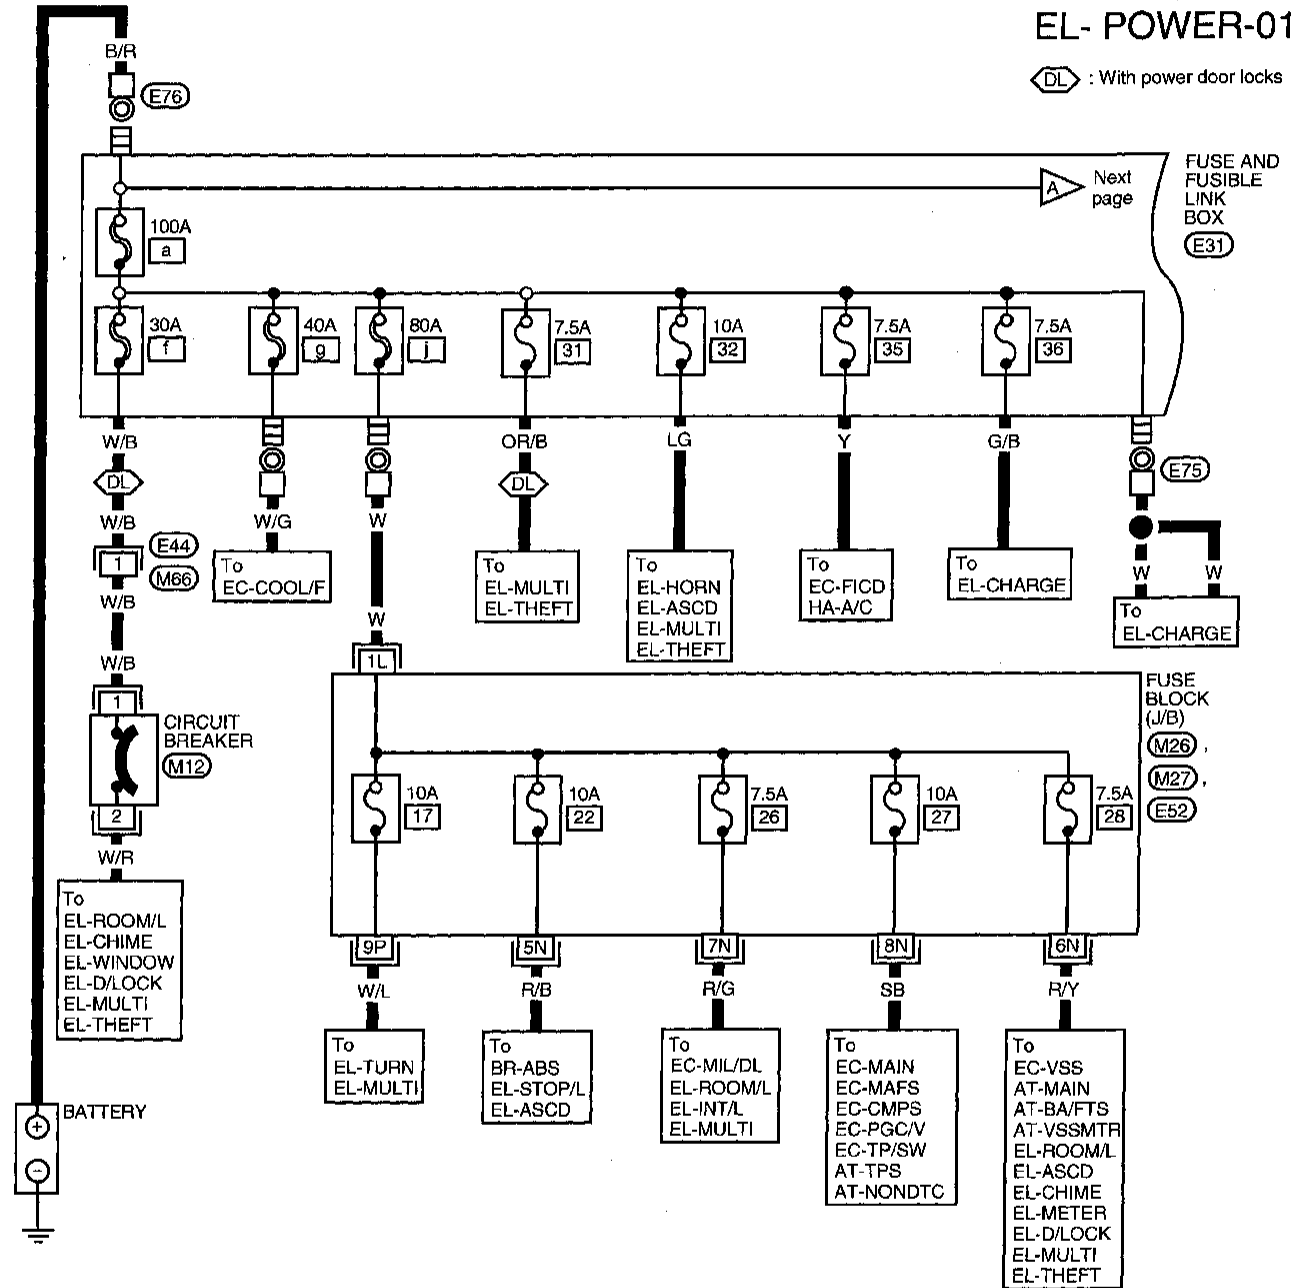 EL- POWER-01
DL : With power door locks
B/R
E76
FUSE AND
FUSIBLE
LINK
BOX
E31
A Next
page
100A
a
30A
f
40A
g
80A
j
7.5A
31
10A
32
7.5A
35
7.5A
36
W/B
OR/B
LG
Y
G/B
DL
DL
E75
W/B
W/G
W
E44
1
M66
W/B
To
EC-COOL/F
To
EL-MULTI
EL-THEFT
To
EL-HORN
EL-ASCD
EL-MULTI
EL-THEFT
To
EC-FICD
HA-A/C
To
EL-CHARGE
W
W
To
EL-CHARGE
W
1L
W/B
1
CIRCUIT
BREAKER
M12
2
W/R
To
EL-ROOM/L
EL-CHIME
EL-WINDOW
EL-D/LOCK
EL-MULTI
EL-THEFT
FUSE
BLOCK
(J/B)
M26 ,
M27 ,
E52
10A
17
10A
22
7.5A
26
10A
27
7.5A
28
9P
5N
7N
8N
6N
W/L
R/B
R/G
SB
R/Y
To
EL-TURN
EL-MULTI
To
BR-ABS
EL-STOP/L
EL-ASCD
To
EC-MIL/DL
EL-ROOM/L
EL-INT/L
EL-MULTI
To
EC-MAIN
EC-MAFS
EC-CMPS
EC-PGC/V
EC-TP/SW
AT-TPS
AT-NONDTC
To
EC-VSS
AT-MAIN
AT-BA/FTS
AT-VSSMTR
EL-ROOM/L
EL-ASCD
EL-CHIME
EL-METER
EL-D/LOCK
EL-MULTI
EL-THEFT
BATTERY
+
-